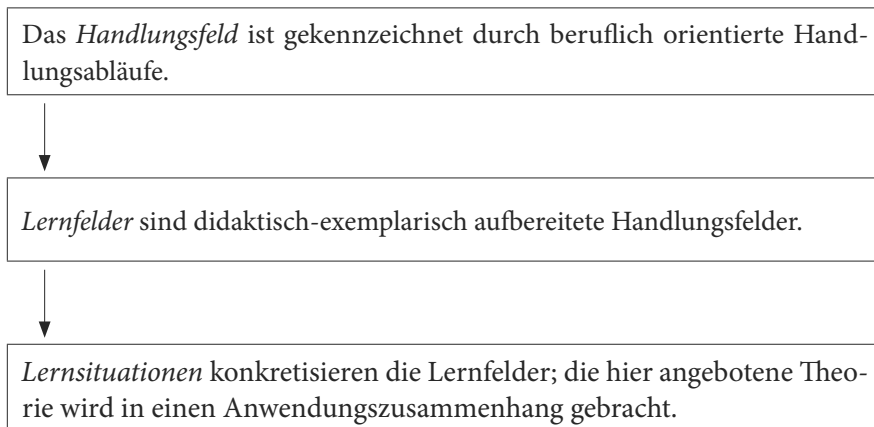 Das Handlungsfeld ist gekennzeichnet durch beruflich orientierte Hand-
lungsabläufe.
Lernfelder sind didaktisch-exemplarisch aufbereitete Handlungsfelder.
Lernsituationen konkretisieren die Lernfelder; die hier angebotene Theo-
rie wird in einen Anwendungszusammenhang gebracht.